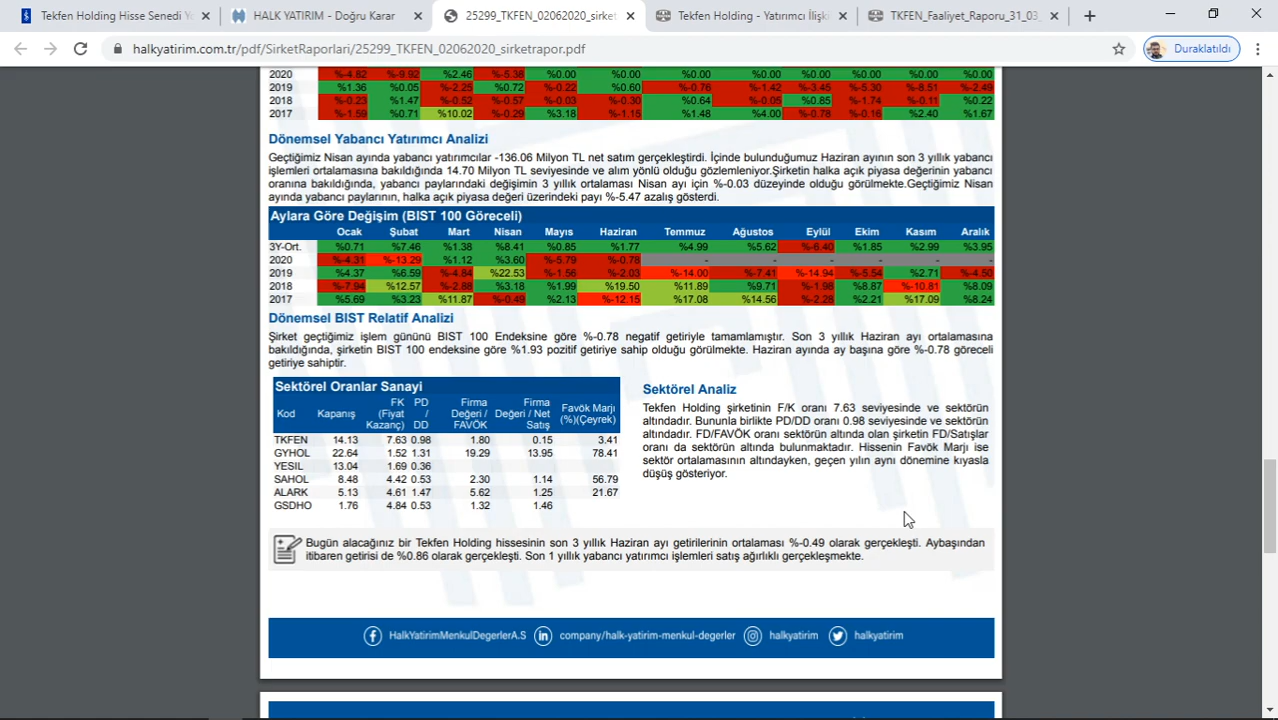 Tekfen Holding Hisse Senedi Y
HALK YATIRIM - Doğru Karar
25299_TKFEN_02062020_sirket
Tekfen Holding - Yatırımcı İlişki
TKFEN_Faaliyet_Raporu_31_03_
halkyatirim.com.tr/pdf/SirketRaporlari/25299_TKFEN_02062020_sirketrapor.pdf
Duraklatıldı
2020 %-4.82 %-9.92 %2.46 %-5.38 %0.00 %0.00 %0.00 %0.00 %0.00 %0.00 %0.00 %0.00
2019 %1.36 %0.05 %-2.25 %0.72 %-0.22 %0.60 %-0.76 %-1.42 %-3.45 %-5.30 %-8.51 %-2.49
2018 %-0.23 %1.47 %-0.52 %-0.57 %-0.03 %-0.30 %0.64 %-0.05 %0.85 %-1.74 %-0.11 %0.22
2017 %-1.59 %0.71 %10.02 %-0.29 %3.18 %-1.15 %1.48 %4.00 %-0.78 %-0.16 %2.40 %1.67
Dönemsel Yabancı Yatırımcı Analizi
Geçtiğimiz Nisan ayında yabancı yatırımcılar -136.06 Milyon TL net satım gerçekleştirdi. İçinde bulunduğumuz Haziran ayının son 3 yıllık yabancı
işlemleri ortalamasına bakıldığında 14.70 Milyon TL seviyesinde ve alım yönlü olduğu gözlemleniyor.Şirketin halka açık piyasa değerinin yabancı
oranına bakıldığında, yabancı paylarındaki değişimin 3 yıllık ortalaması Nisan ayı için %-0.03 düzeyinde olduğu görülmekte.Geçtiğimiz Nisan
ayında yabancı paylarının, halka açık piyasa değeri üzerindeki payı %-5.47 azalış gösterdi.
Aylara Göre Değişim (BIST 100 Göreceli)
Ocak Şubat Mart Nisan Mayıs Haziran Temmuz Ağustos Eylül Ekim Kasım Aralık
3Y-Ort. %0.71 %7.46 %1.38 %8.41 %0.85 %1.77 %4.99 %5.62 %-6.40 %1.85 %2.99 %3.95
2020 %-4.31 %-13.29 %1.12 %3.60 %-5.79 %-0.78 - - - - - -
2019 %4.37 %6.59 %-4.84 %22.53 %-1.56 %-2.03 %-14.00 %-7.41 %-14.94 %-5.54 %2.71 %-4.50
2018 %-7.94 %12.57 %-2.88 %3.18 %1.99 %19.50 %11.89 %9.71 %-1.98 %8.87 %-10.81 %8.09
2017 %5.69 %3.23 %11.87 %-0.49 %2.13 %-12.15 %17.08 %14.56 %-2.28 %2.21 %17.09 %8.24
Dönemsel BIST Relatif Analizi
Şirket geçtiğimiz işlem gününü BIST 100 Endeksine göre %-0.78 negatif getiriyle tamamlamıştır. Son 3 yıllık Haziran ayı ortalamasına
bakıldığında, şirketin BIST 100 endeksine göre %1.93 pozitif getiriye sahip olduğu görülmekte. Haziran ayında ay başına göre %-0.78 göreceli
getiriye sahiptir.
Sektörel Oranlar Sanayi
Kod Kapanış FK (Fiyat Kazanç) PD / DD Firma Değeri / FAVÖK Firma Değeri / Net Satış Favök Marjı (%)(Çeyrek)
TKFEN 14.13 7.63 0.98 1.80 0.15 3.41
GYHOL 22.64 1.52 1.31 19.29 13.95 78.41
YESIL 13.04 1.69 0.36
SAHOL 8.48 4.42 0.53 2.30 1.14 56.79
ALARK 5.13 4.61 1.47 5.62 1.25 21.67
GSDHO 1.76 4.84 0.53 1.32 1.46
Sektörel Analiz
Tekfen Holding şirketinin F/K oranı 7.63 seviyesinde ve sektörün
altındadır. Bununla birlikte PD/DD oranı 0.98 seviyesinde ve sektörün
altındadır. FD/FAVÖK oranı sektörün altında olan şirketin FD/Satışlar
oranı da sektörün altında bulunmaktadır. Hissenin Favök Marjı ise
sektör ortalamasının altındayken, geçen yılın aynı dönemine kıyasla
düşüş gösteriyor.
Bugün alacağınız bir Tekfen Holding hissesinin son 3 yıllık Haziran ayı getirilerinin ortalaması %-0.49 olarak gerçekleşti. Aybaşından
itibaren getirisi de %0.86 olarak gerçekleşti. Son 1 yıllık yabancı yatırımcı işlemleri satış ağırlıklı gerçekleşmekte.
HalkYatirimMenkulDegerlerA.S
company/halk-yatirim-menkul-degerler
halkyatirim
halkyatirim